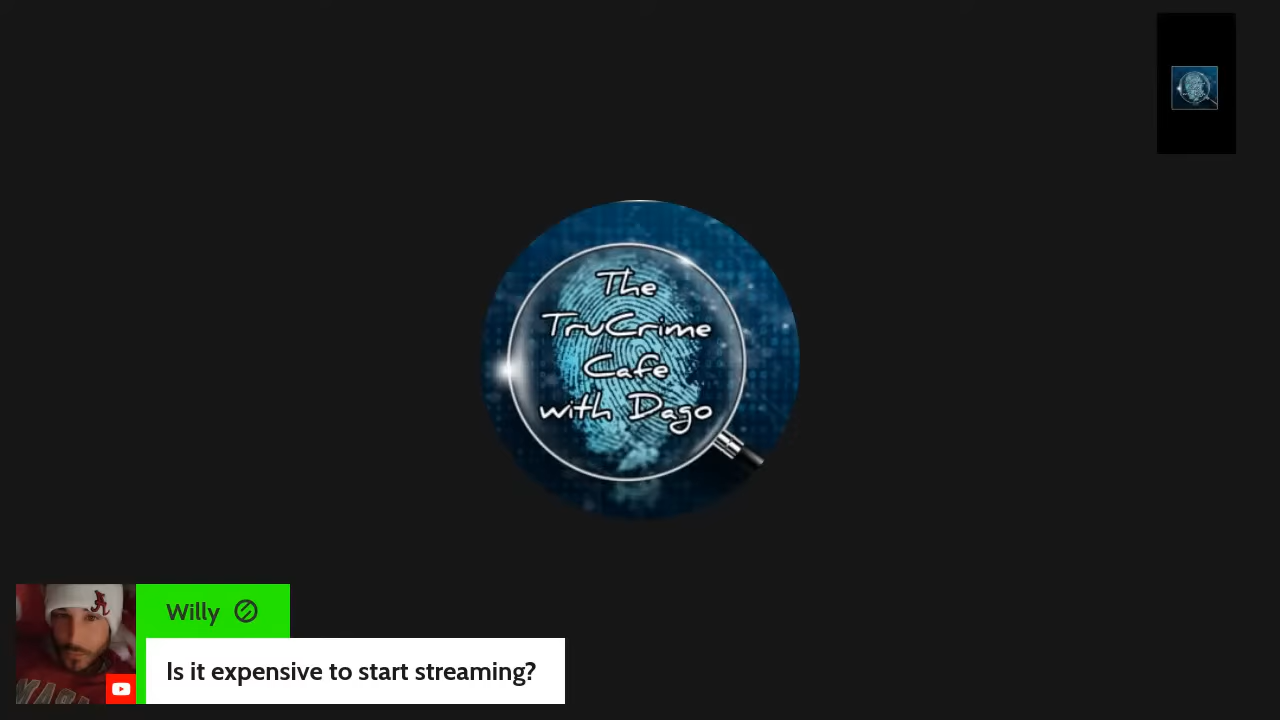 The
TruCrime
Cafe
with Dago
Willy
Is it expensive to start streaming?